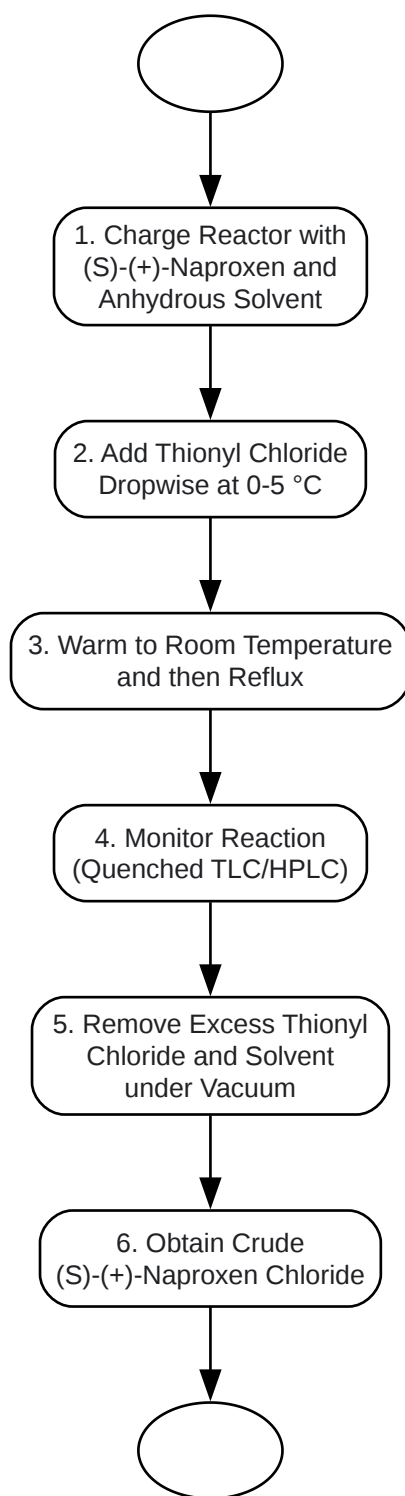 1. Charge Reactor with
(S)-(+)-Naproxen and
Anhydrous Solvent
2. Add Thionyl Chloride
Dropwise at 0-5 °C
3. Warm to Room Temperature
and then Reflux
4. Monitor Reaction
(Quenched TLC/HPLC)
5. Remove Excess Thionyl
Chloride and Solvent
under Vacuum
6. Obtain Crude
(S)-(+)-Naproxen Chloride